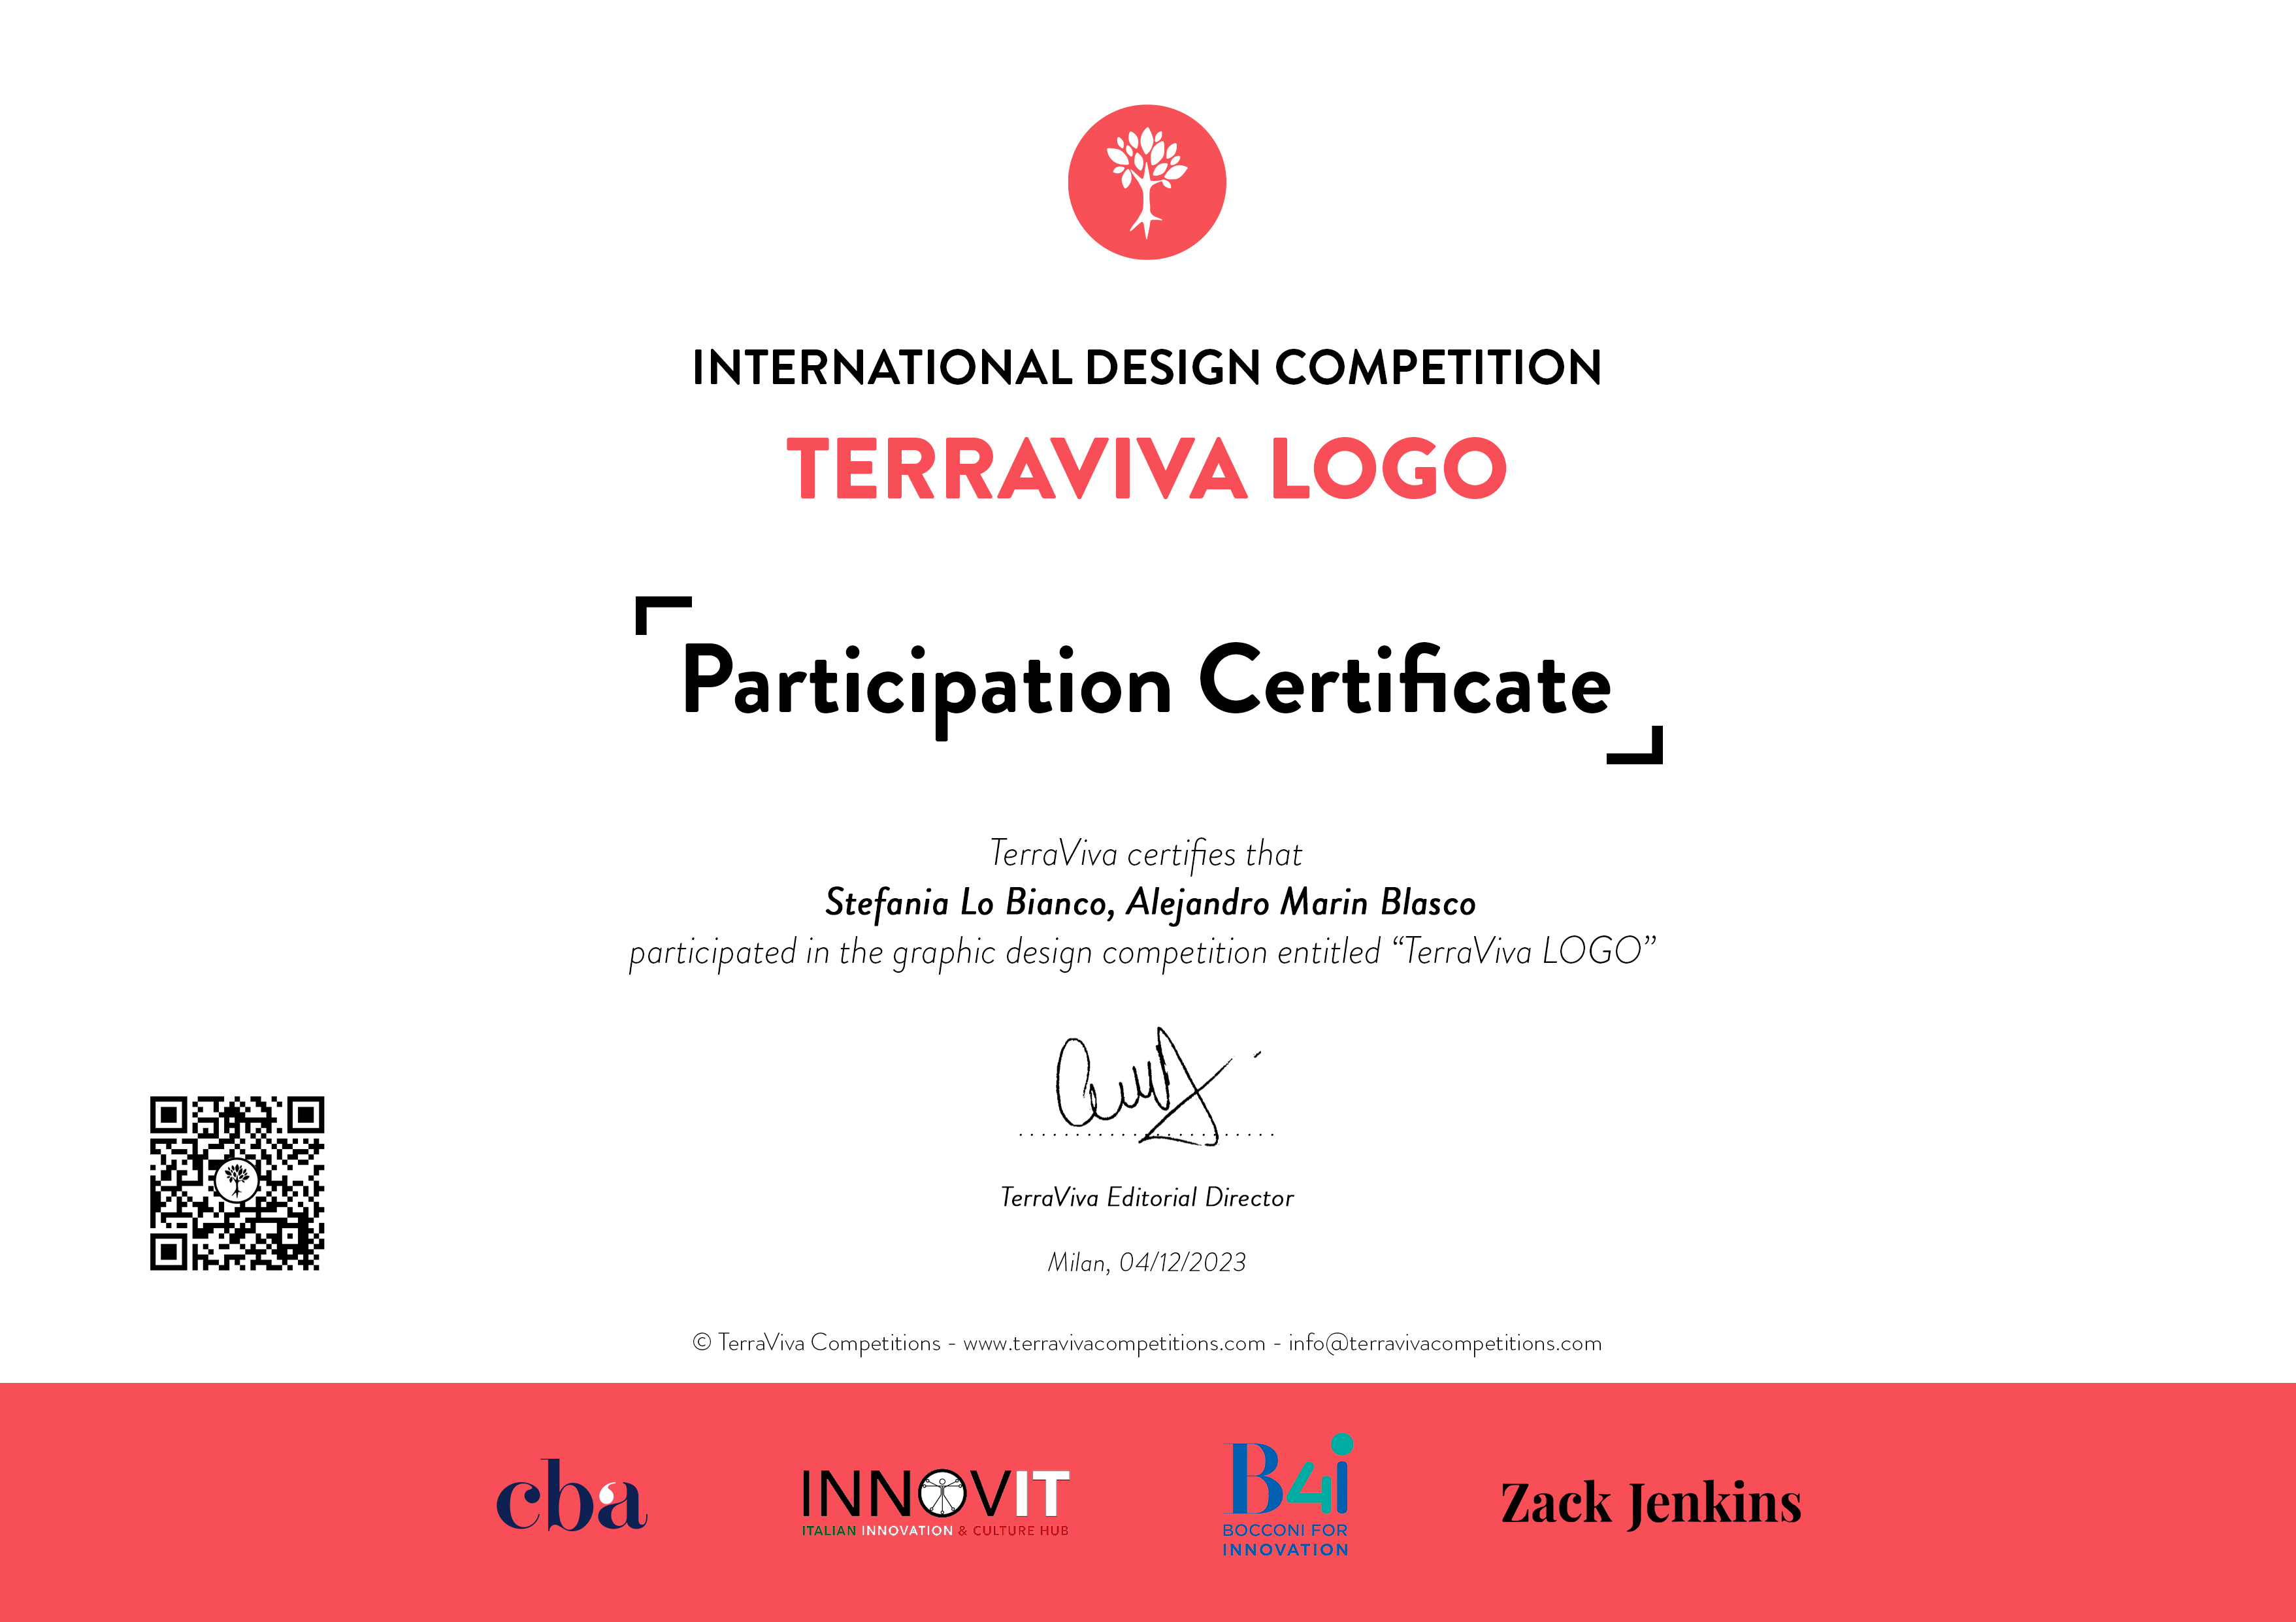 INTERNATIONAL DESIGN COMPETITION
TERRAVIVA LOGO
Participation Certificate
TerraViva certifies that
Stefania Lo Bianco, Alejandro Marin Blasco
participated in the graphic design competition entitled “TerraViva LOGO”
TerraViva Editorial Director
Milan, 04/12/2023
© TerraViva Competitions - www.terravivacompetitions.com - info@terravivacompetitions.com
cba
INNOVIT
ITALIAN INNOVATION & CULTURE HUB
B4i
BOCCONI FOR
INNOVATION
Zack Jenkins